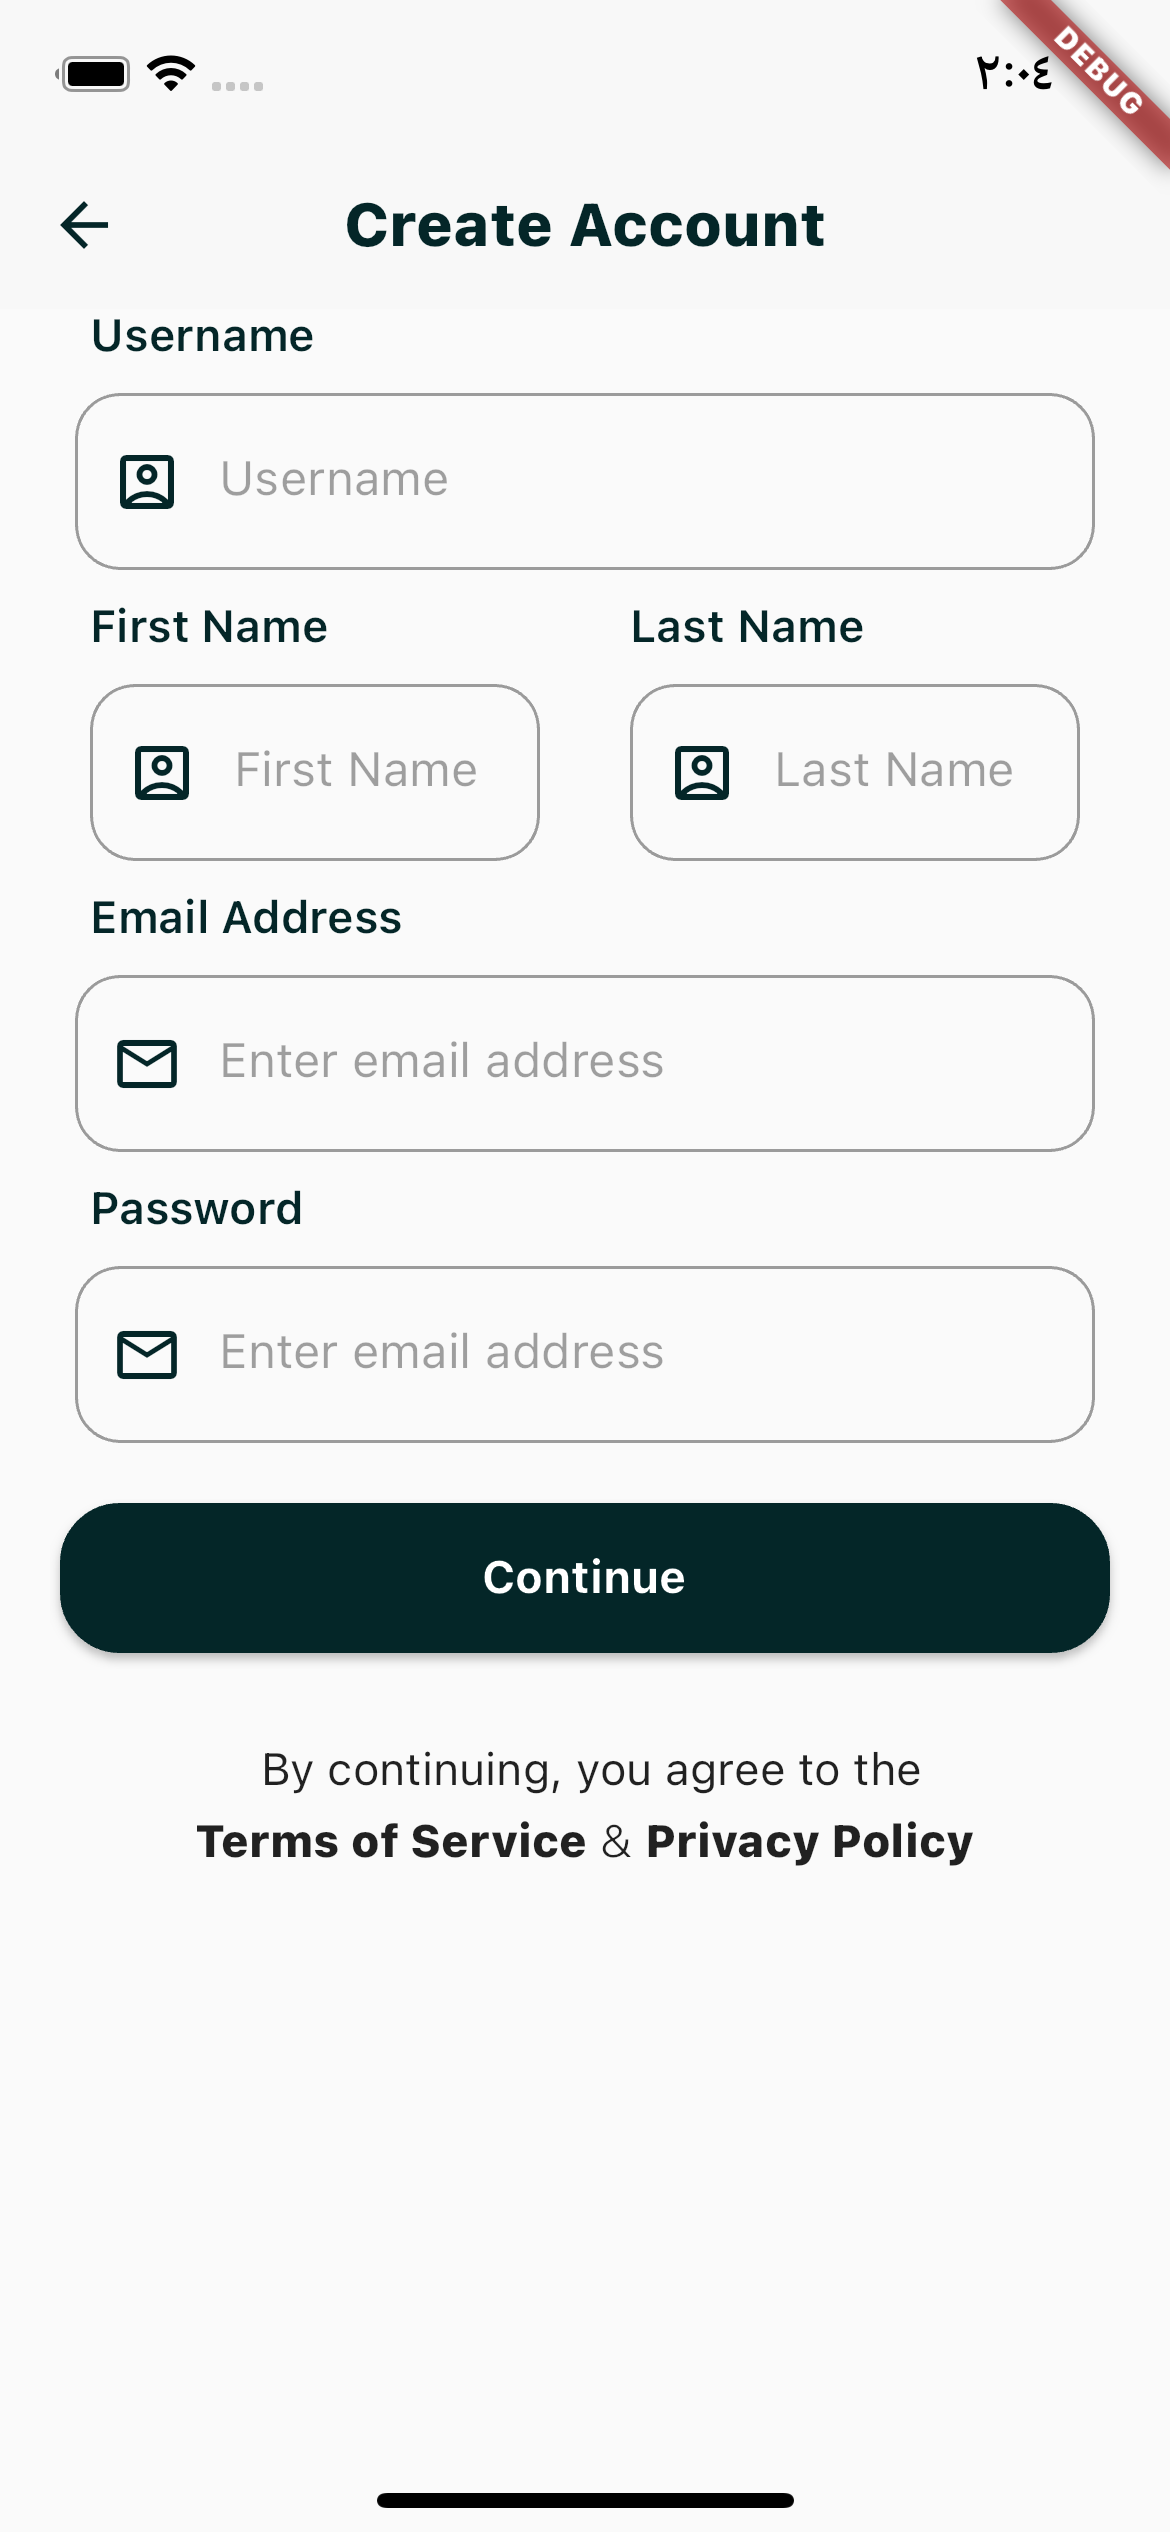 ٢:٠٤
DEBUG
Create Account
Username
Username
First Name Last Name
First Name Last Name
Email Address
Enter email address
Password
Enter email address
Continue
By continuing, you agree to the
Terms of Service & Privacy Policy